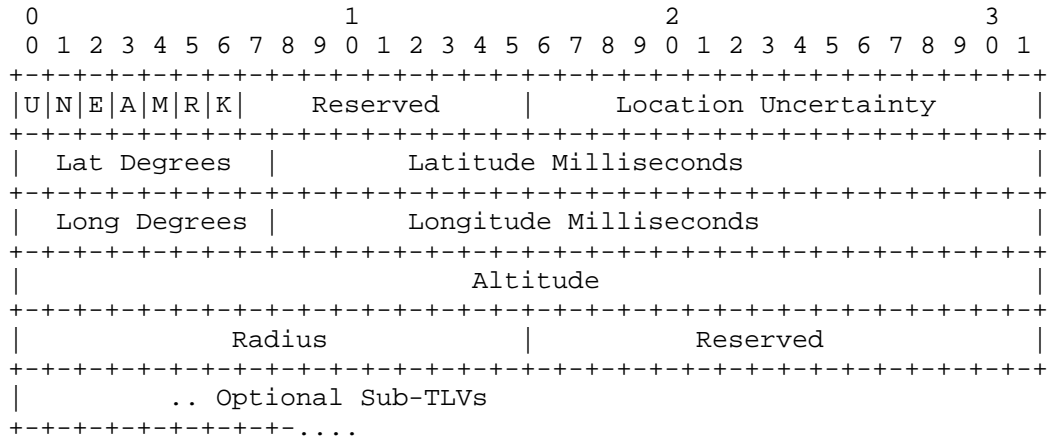 0                   1                   2                   3
 0 1 2 3 4 5 6 7 8 9 0 1 2 3 4 5 6 7 8 9 0 1 2 3 4 5 6 7 8 9 0 1
+-+-+-+-+-+-+-+-+-+-+-+-+-+-+-+-+-+-+-+-+-+-+-+-+-+-+-+-+-+-+-+-+
|U|N|E|A|M|R|K|    Reserved     |     Location Uncertainty      |
+-+-+-+-+-+-+-+-+-+-+-+-+-+-+-+-+-+-+-+-+-+-+-+-+-+-+-+-+-+-+-+-+
|  Lat Degrees  |        Latitude Milliseconds                  |
+-+-+-+-+-+-+-+-+-+-+-+-+-+-+-+-+-+-+-+-+-+-+-+-+-+-+-+-+-+-+-+-+
|  Long Degrees |        Longitude Milliseconds                 |
+-+-+-+-+-+-+-+-+-+-+-+-+-+-+-+-+-+-+-+-+-+-+-+-+-+-+-+-+-+-+-+-+
|                            Altitude                           |
+-+-+-+-+-+-+-+-+-+-+-+-+-+-+-+-+-+-+-+-+-+-+-+-+-+-+-+-+-+-+-+-+
|             Radius            |          Reserved             |
+-+-+-+-+-+-+-+-+-+-+-+-+-+-+-+-+-+-+-+-+-+-+-+-+-+-+-+-+-+-+-+-+
|         .. Optional Sub-TLVs
+-+-+-+-+-+-+-+-+-....